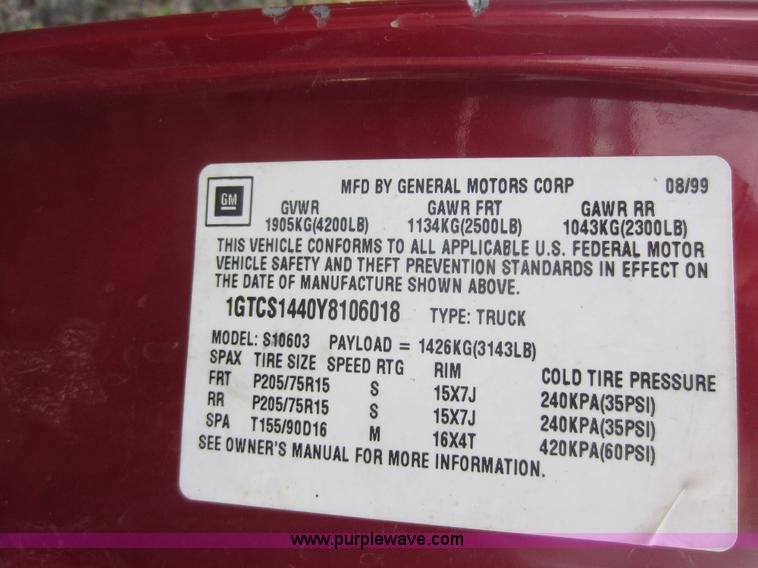 GM
MFD BY GENERAL MOTORS CORP 08/99
GVWR GAWR FRT GAWR RR
1905KG(4200LB) 1134KG(2500LB) 1043KG(2300LB)
THIS VEHICLE CONFORMS TO ALL APPLICABLE U.S. FEDERAL MOTOR
VEHICLE SAFETY AND THEFT PREVENTION STANDARDS IN EFFECT ON
THE DATE OF MANUFACTURE SHOWN ABOVE.
1GTCS1440Y8106018 TYPE: TRUCK
MODEL: S10603 PAYLOAD = 1426KG(3143LB)
SPAX TIRE SIZE SPEED RTG RIM COLD TIRE PRESSURE
FRT P205/75R15 S 15X7J 240KPA(35PSI)
RR P205/75R15 S 15X7J 240KPA(35PSI)
SPA T155/90D16 M 16X4T 420KPA(60PSI)
SEE OWNER'S MANUAL FOR MORE INFORMATION.
www.purplewave.com